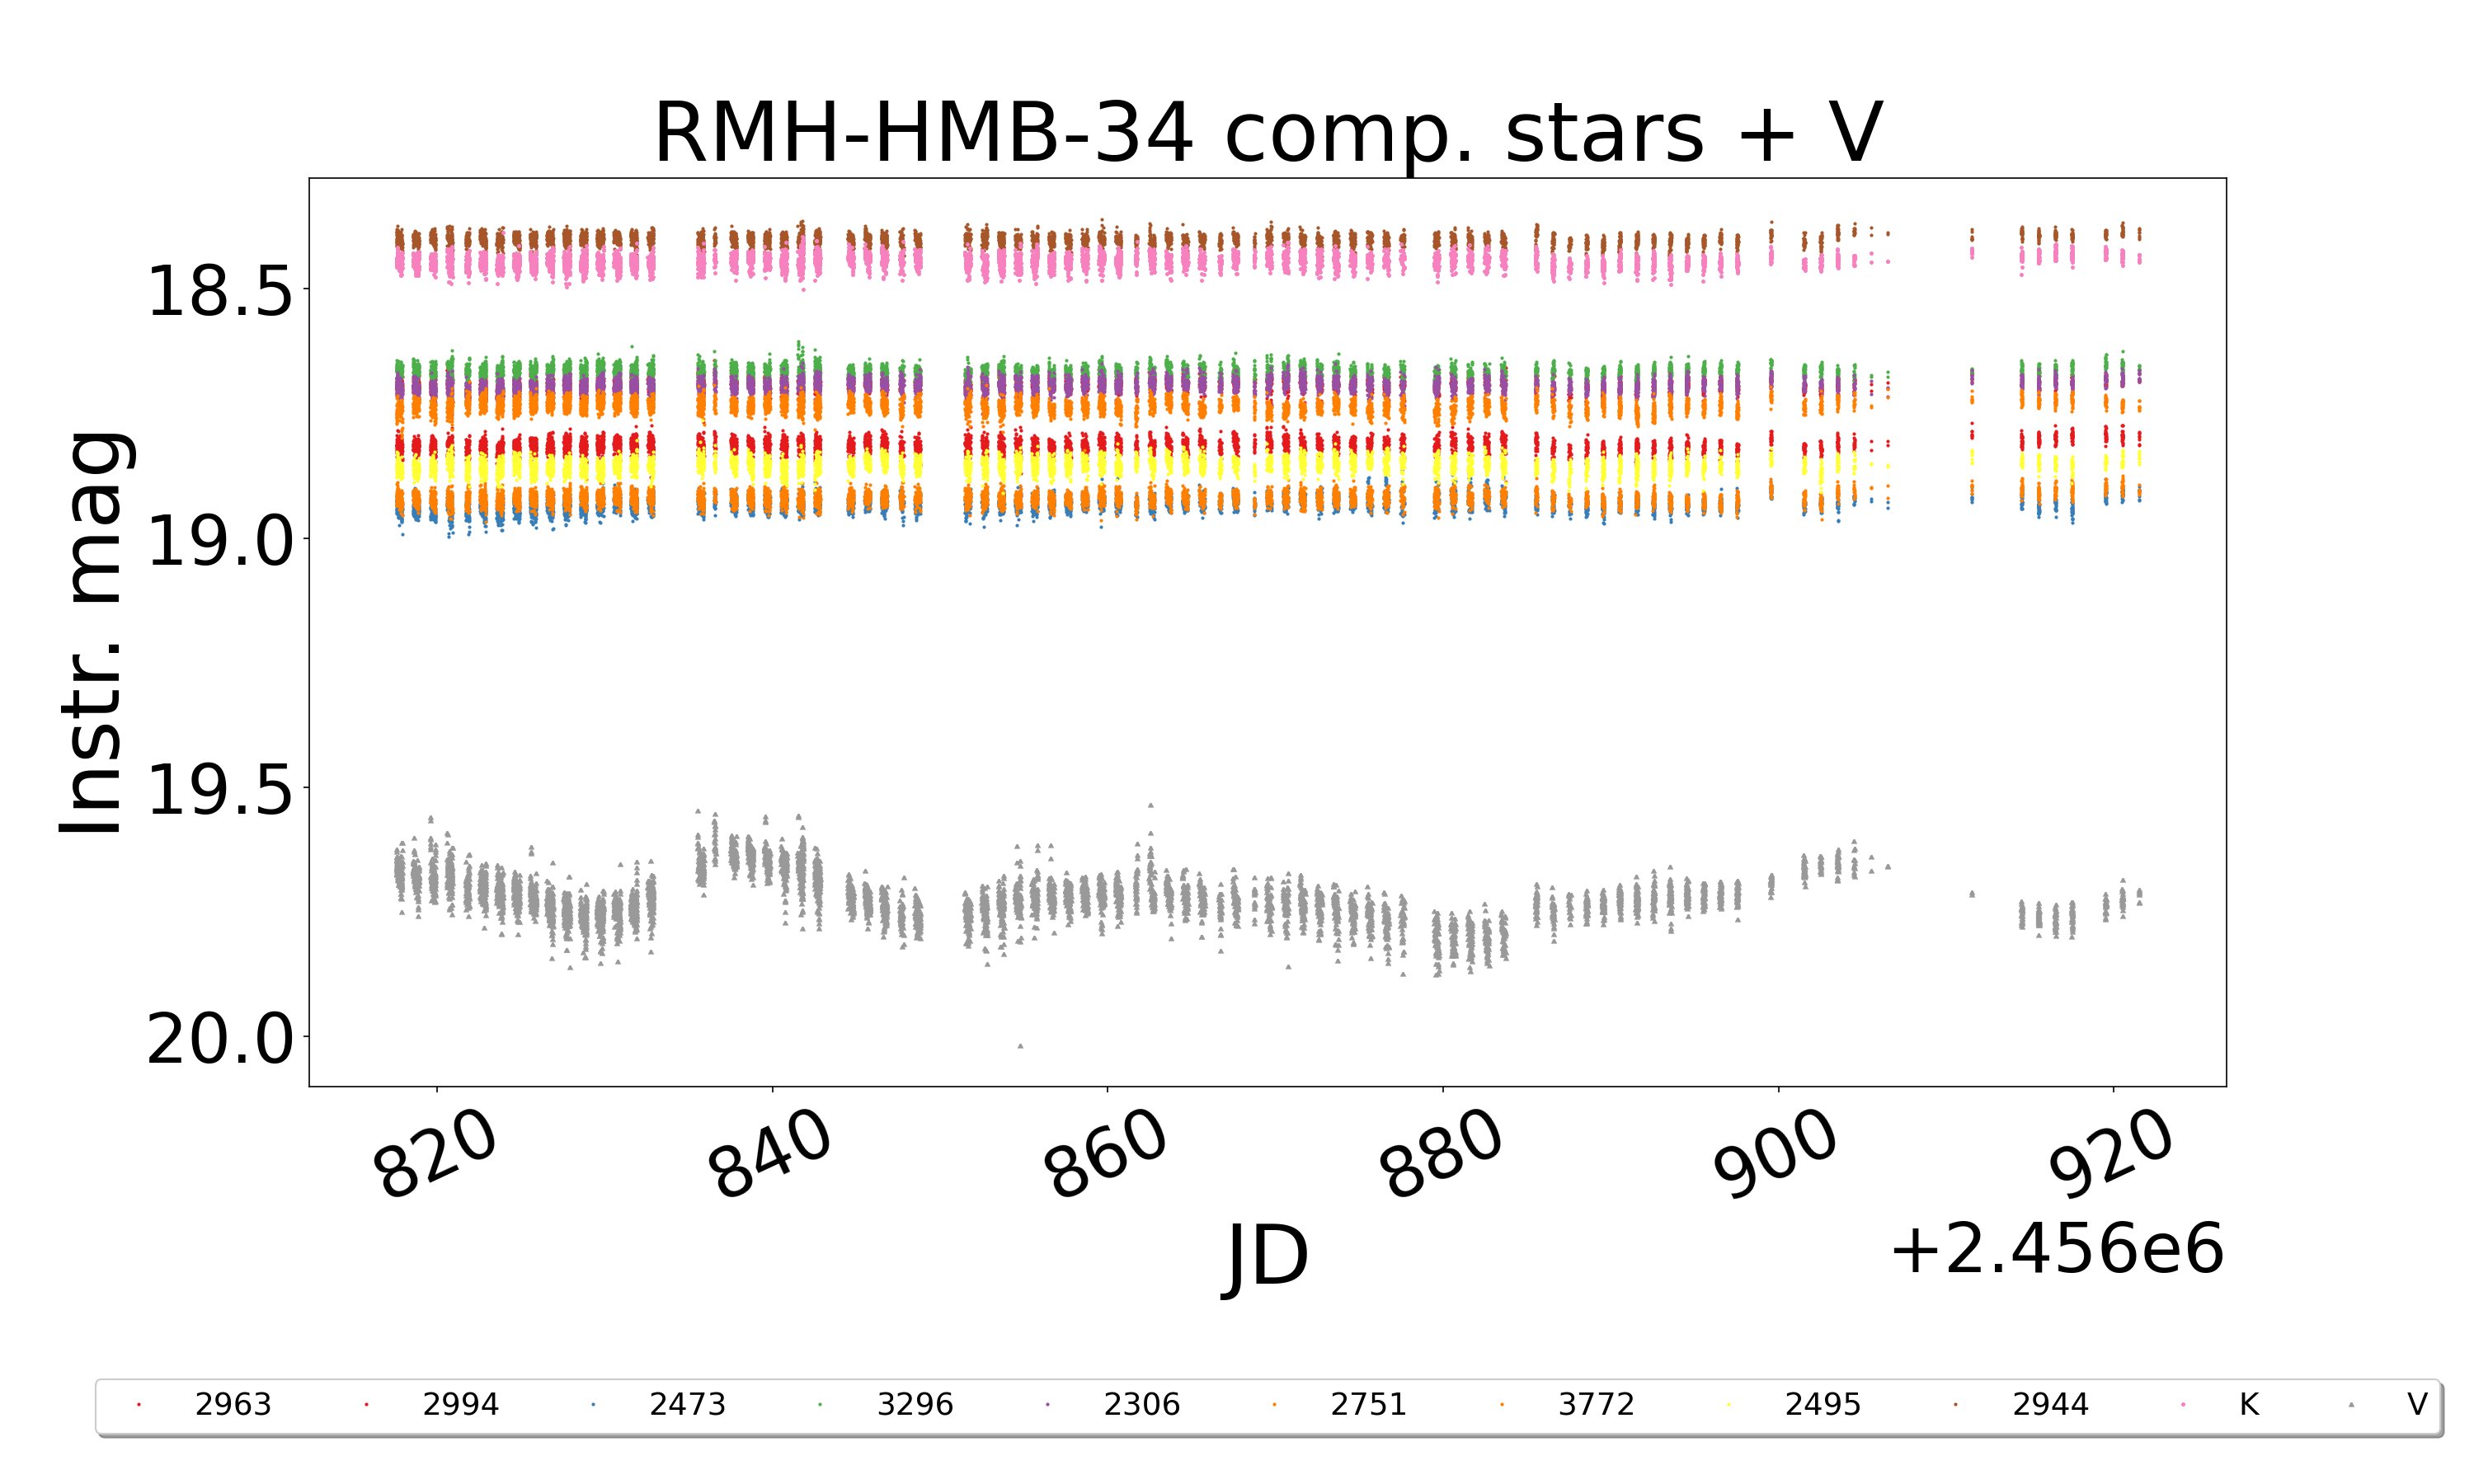 RMH-HMB-34 comp. stars + V
Instr. mag
18.5
19.0
19.5
20.0
820 840 860 880 900 920
JD
+2.456e6
2963 2994 2473 3296 2306 2751 3772 2495 2944 K V